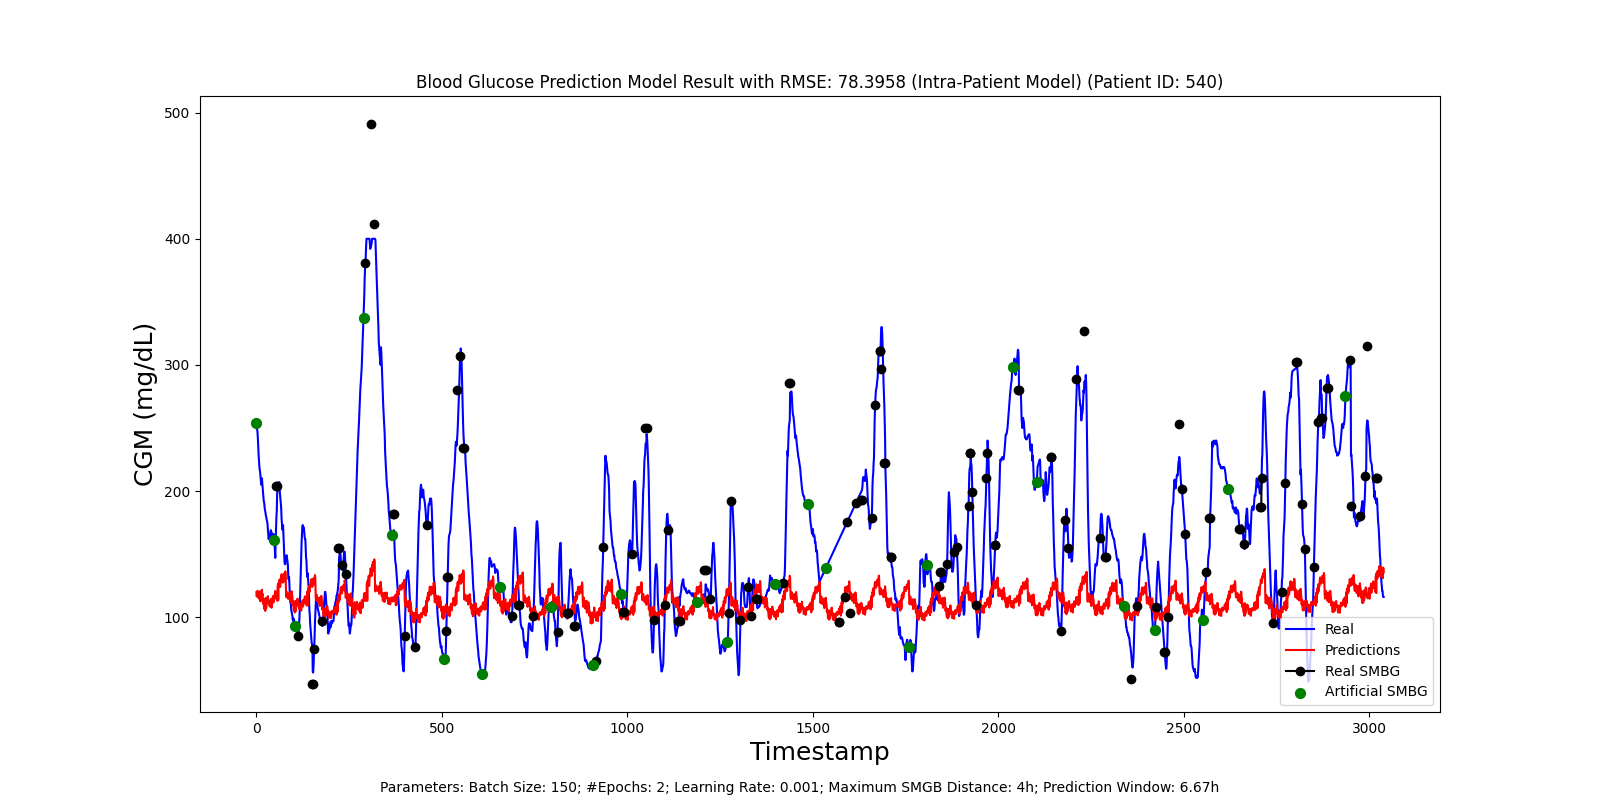 Blood Glucose Prediction Model Result with RMSE: 78.3958 (Intra-Patient Model) (Patient ID: 540)
500
400
300
200
100
CGM (mg/dL)
Real
Predictions
Real SMBG
Artificial SMBG
0 500 1000 1500 2000 2500 3000
Timestamp
Parameters: Batch Size: 150; #Epochs: 2; Learning Rate: 0.001; Maximum SMGB Distance: 4h; Prediction Window: 6.67h